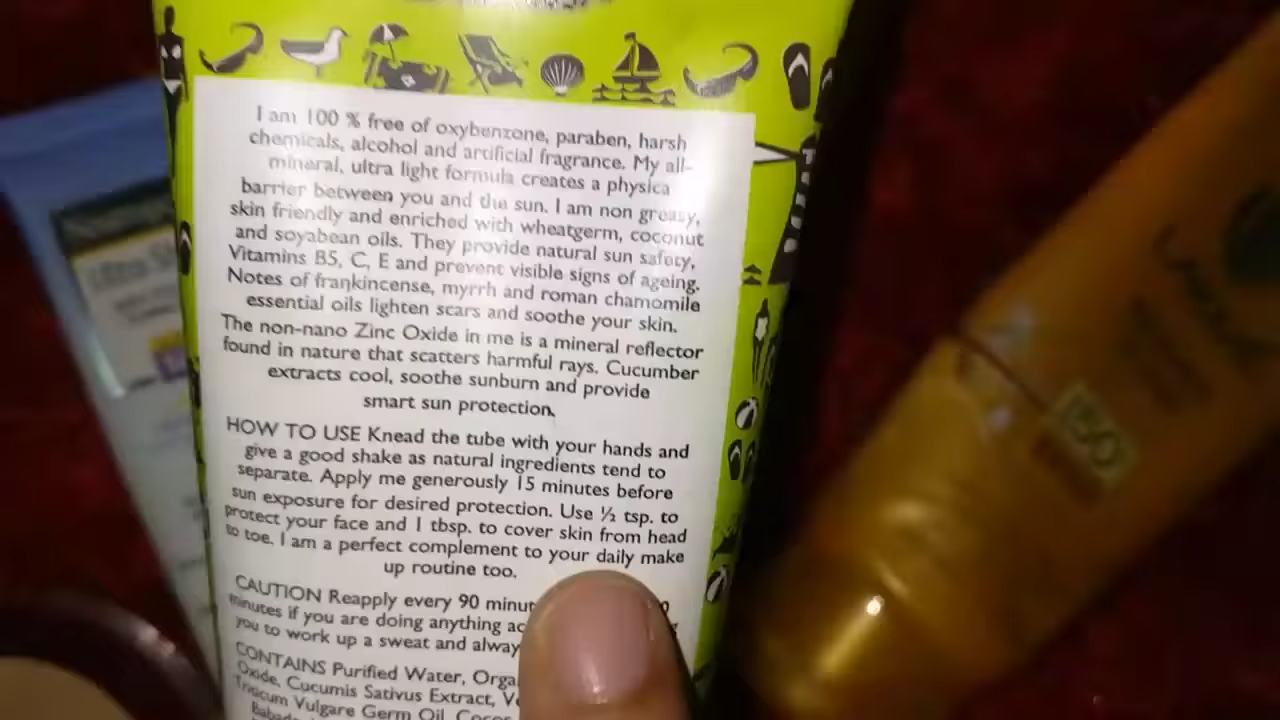 I am 100 % free of oxybenzone, paraben, harsh
chemicals, alcohol and artificial fragrance. My all-
mineral, ultra light formula creates a physica
barrier between you and the sun. I am non greasy,
skin friendly and enriched with wheatgerm, coconut
and soyabean oils. They provide natural sun safety,
Vitamins B5, C, E and prevent visible signs of ageing.
Notes of frankincense, myrrh and roman chamomile
essential oils lighten scars and soothe your skin.
The non-nano Zinc Oxide in me is a mineral reflector
found in nature that scatters harmful rays. Cucumber
extracts cool, soothe sunburn and provide
smart sun protection.
HOW TO USE Knead the tube with your hands and
give a good shake as natural ingredients tend to
separate. Apply me generously 15 minutes before
sun exposure for desired protection. Use ½ tsp. to
protect your face and 1 tbsp. to cover skin from head
to toe. I am a perfect complement to your daily make
up routine too.
CAUTION Reapply every 90 minut
minutes if you are doing anything ac
you to work up a sweat and alway
CONTAINS Purified Water, Orga
Oxide, Cucumis Sativus Extract, V
Triticum Vulgare Germ Oil, Cocos